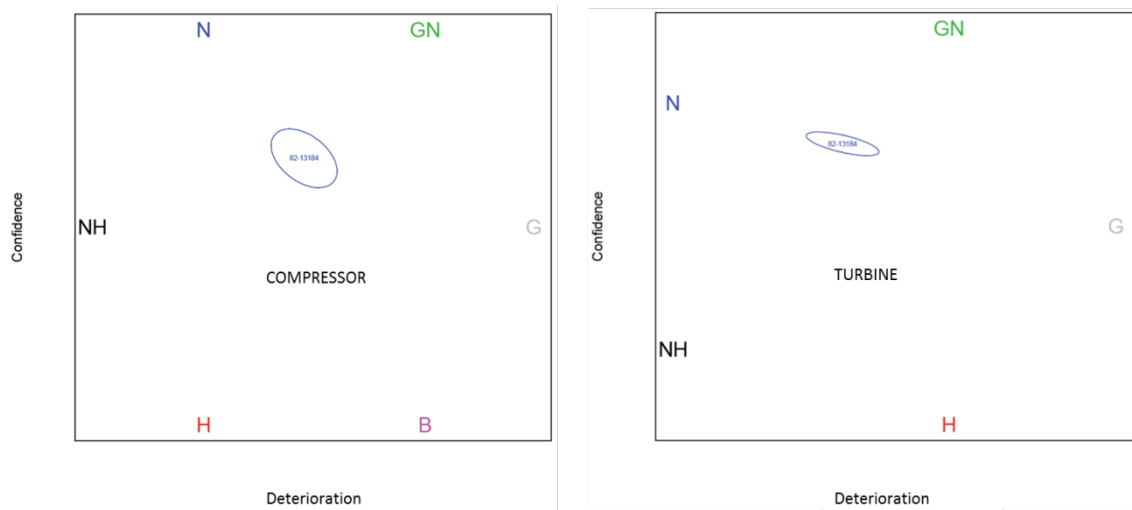 N
GN
82-13184
NH
G
Confidence
COMPRESSOR
H
B
Deterioration
GN
N
82-13184
G
Confidence
TURBINE
NH
H
Deterioration